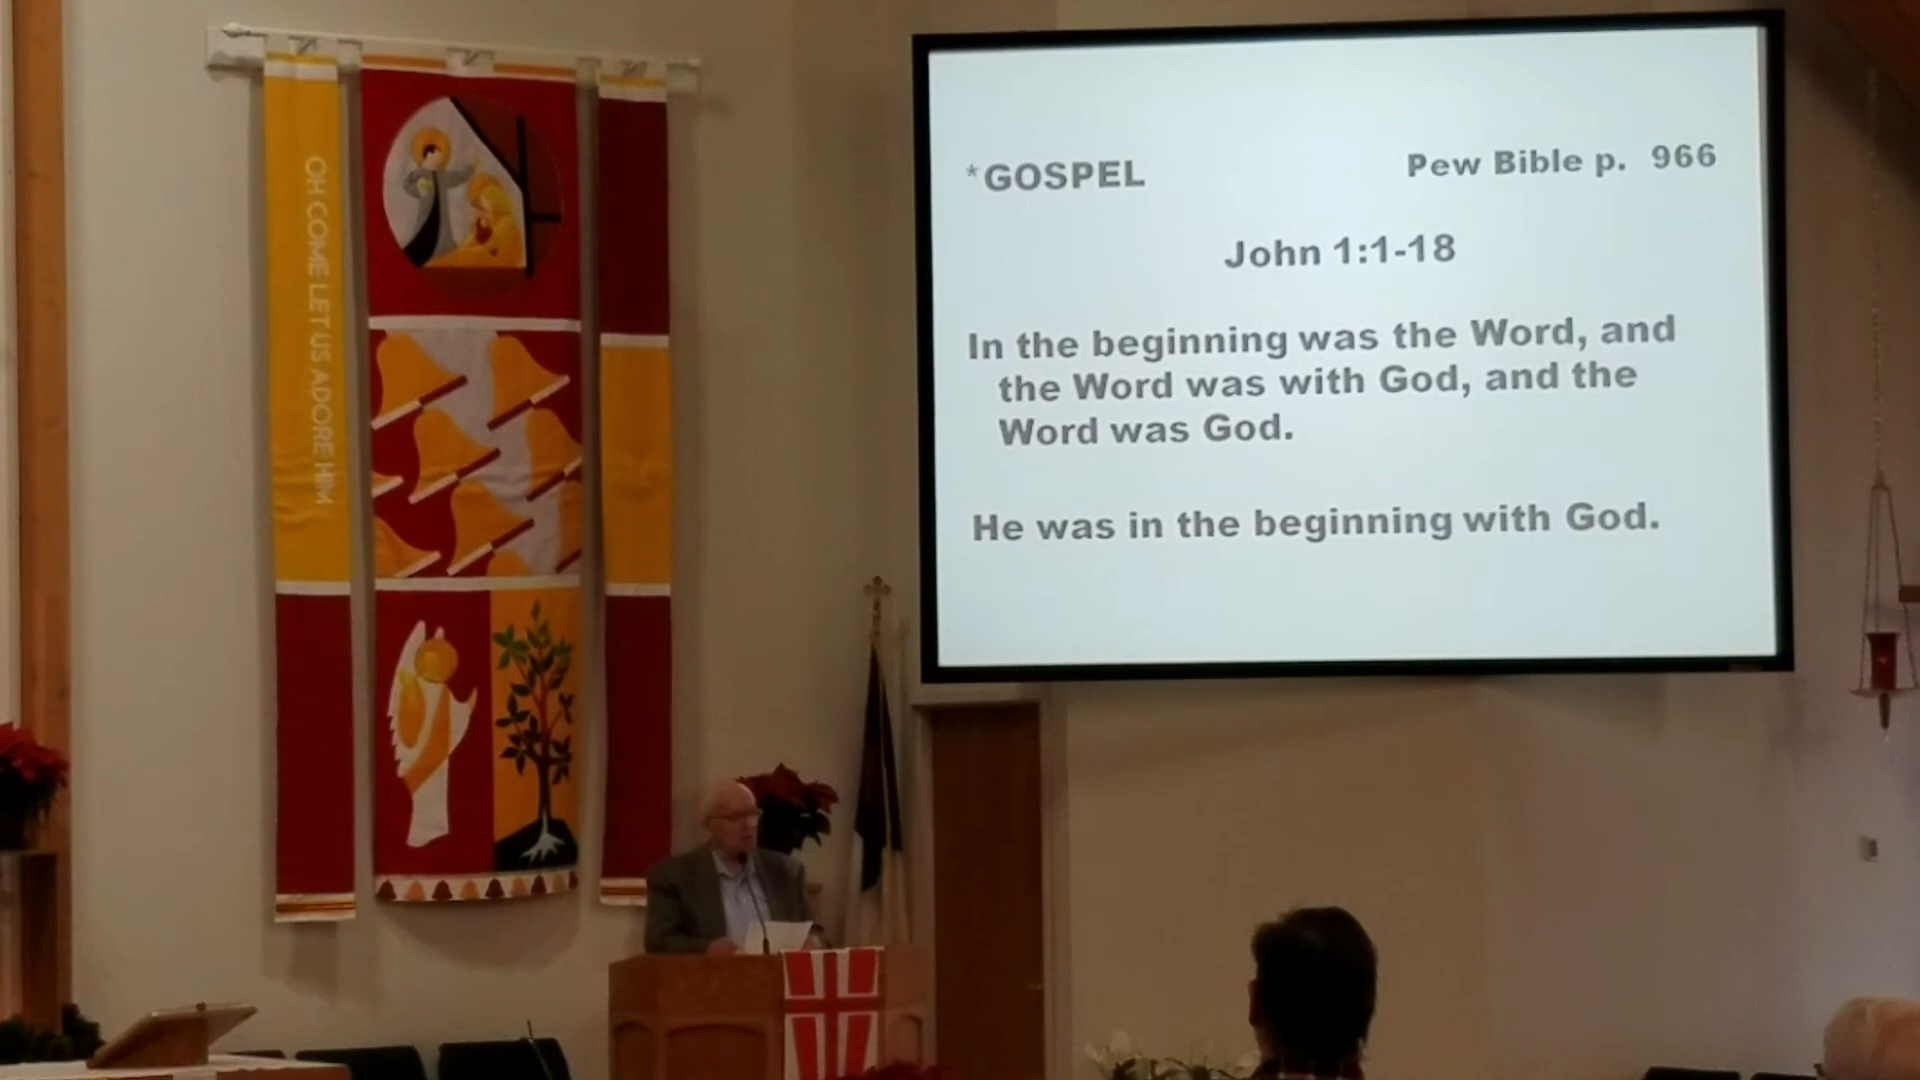 OH COME LET US ADORE HIM
*GOSPEL Pew Bible p. 966
John 1:1-18
In the beginning was the Word, and
the Word was with God, and the
Word was God.
He was in the beginning with God.